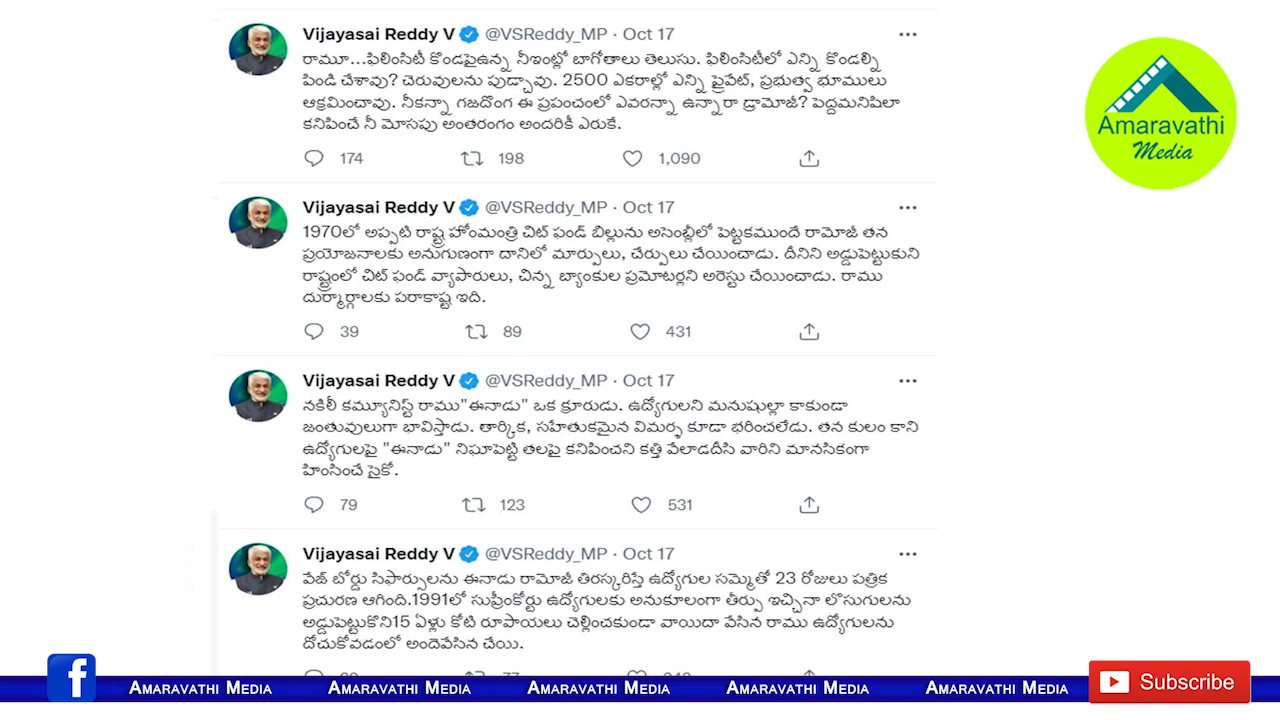 Vijayasai Reddy V @VSReddy_MP · Oct 17
రామూ...ఫిలింసిటీ కొండపైఉన్న నీఇంట్లో బాగోతాలు తెలుసు. ఫిలింసిటీలో ఎన్ని కొండల్ని
పిండి చేశావు? చెరువులను పుడ్చావు. 2500 ఎకరాల్లో ఎన్ని ప్రైవేట్, ప్రభుత్వ భూములు
ఆక్రమించావు. నీకన్నా గజదొంగ ఈ ప్రపంచంలో ఎవరన్నా ఉన్నారా డ్రామోజీ? పెద్దమనిషిలా
కనిపించే నీ మోసపు అంతరంగం అందరికీ ఎరుకే.
174 198 1,090
Vijayasai Reddy V @VSReddy_MP · Oct 17
1970లో అప్పటి రాష్ట్ర హోంమంత్రి చిట్ ఫండ్ బిల్లును అసెంబ్లీలో పెట్టకముందే రామోజీ తన
ప్రయోజనాలకు అనుగుణంగా దానిలో మార్పులు, చేర్పులు చేయించాడు. దీనిని అడ్డుపెట్టుకుని
రాష్ట్రంలో చిట్ ఫండ్ వ్యాపారులు, చిన్న బ్యాంకుల ప్రమోటర్లని అరెస్టు చేయించాడు. రాము
దుర్మార్గాలకు పరాకాష్ట ఇది.
39 89 431
Vijayasai Reddy V @VSReddy_MP · Oct 17
నకిలీ కమ్యూనిస్ట్ రాము"ఈనాడు" ఒక క్రూరుడు. ఉద్యోగులని మనుషుల్లా కాకుండా
జంతువులుగా బావిస్తాడు. తార్కిక, సహేతుకమైన విమర్శ కూడా భరించలేడు. తన కులం కాని
ఉద్యోగులపై "ఈనాడు" నిఘాపెట్టి తలపై కనిపించని కత్తి వేలాడదీసి వారిని మానసికంగా
హింసించే సైకో.
79 123 531
Vijayasai Reddy V @VSReddy_MP · Oct 17
వేజ్ బోర్డు సిఫార్సులను ఈనాడు రామోజీ తిరస్కరిస్తే ఉద్యోగుల సమ్మెతో 23 రోజులు పత్రిక
ప్రచురణ ఆగింది.1991లో సుప్రీంకోర్టు ఉద్యోగులకు అనుకూలంగా తీర్పు ఇచ్చినా లొసుగులను
అడ్డుపెట్టుకొని15 ఏళ్లు కోటి రూపాయలు చెల్లించకుండా వాయిదా వేసిన రాము ఉద్యోగులను
దోచుకోవడంలో అందెవేసిన చేయి.
Amaravathi
Media
f Amaravathi Media Amaravathi Media Amaravathi Media Amaravathi Media Amaravathi Media Subscribe